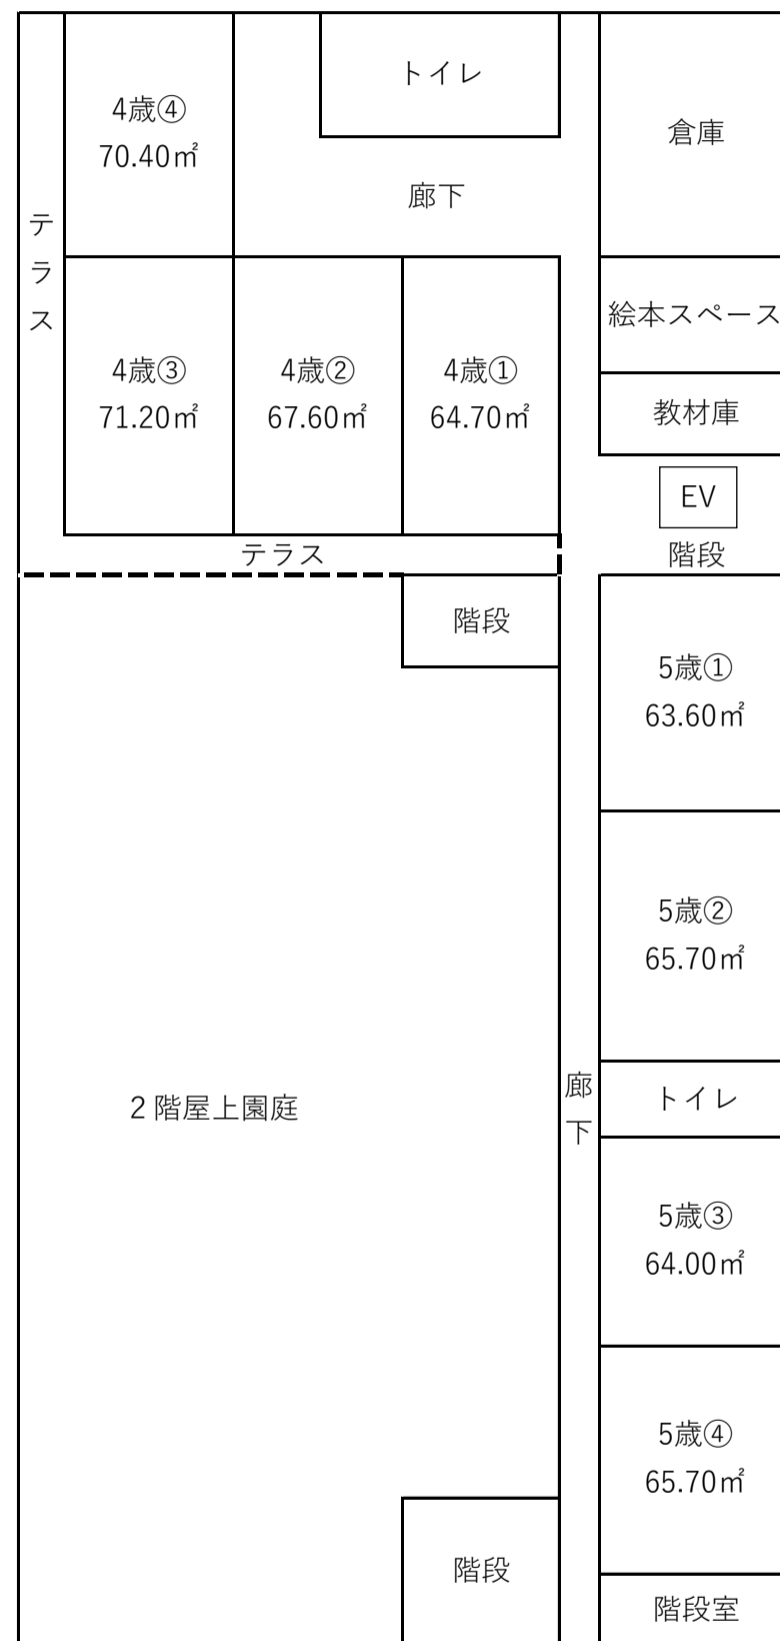 トイレ
4歳④
70.40㎡
倉庫
廊下
テラス
絵本スペース
4歳③
71.20㎡
4歳②
67.60㎡
4歳①
64.70㎡
教材庫
EV
階段
テラス
階段
5歳①
63.60㎡
5歳②
65.70㎡
2階屋上園庭
廊下
トイレ
5歳③
64.00㎡
5歳④
65.70㎡
階段
階段室